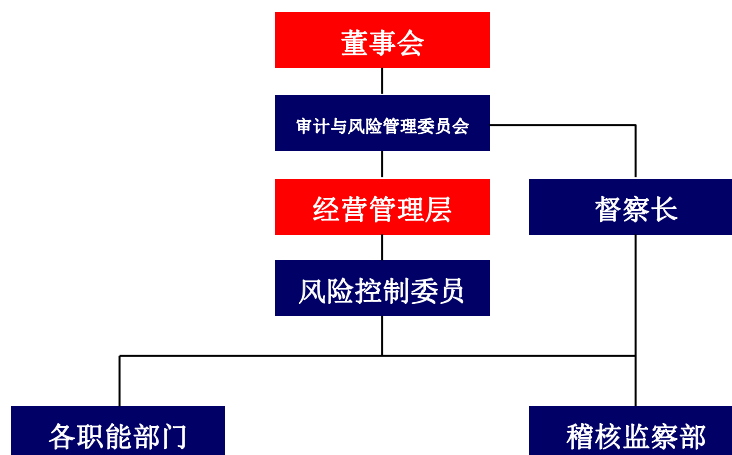 董事会
审计与风险管理委员会
经营管理层
督察长
风险控制委员
各职能部门
稽核监察部